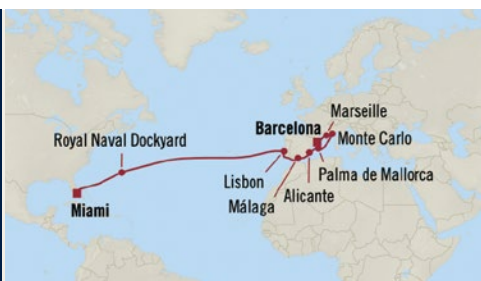 Marseille
Barcelona
Monte Carlo
Royal Naval Dockyard
Palma de Mallorca
Lisbon
Alicante
Málaga
Miami